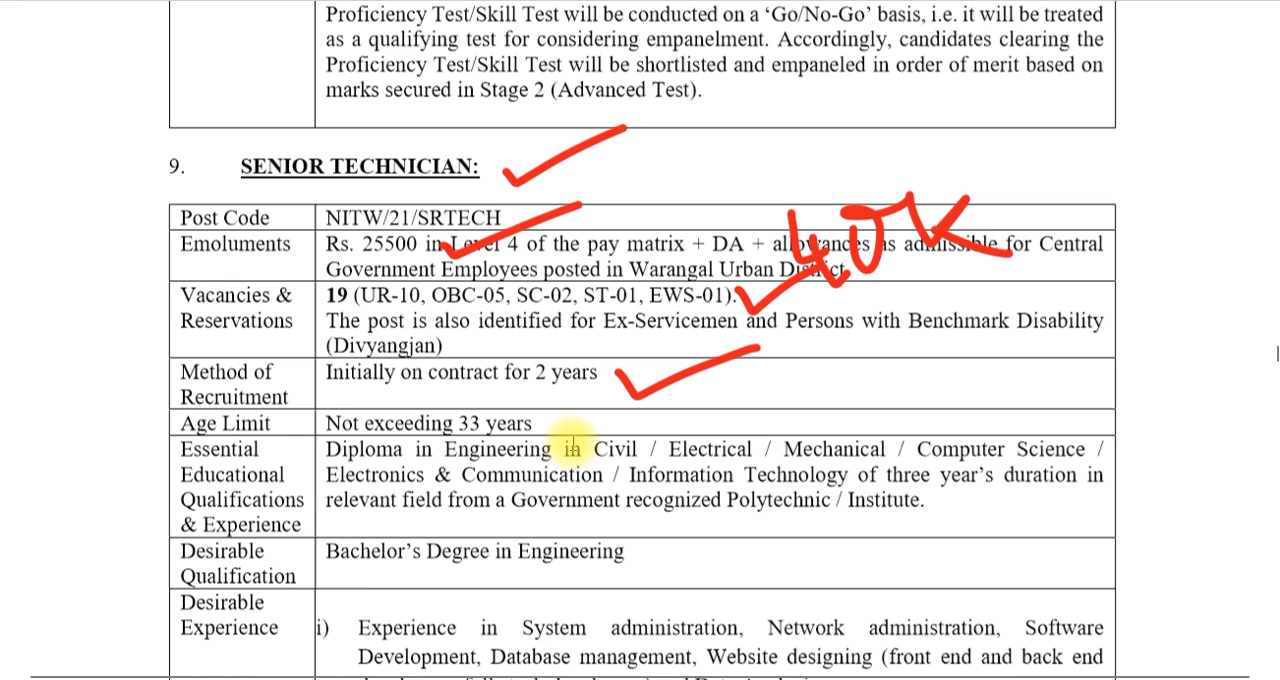 Proficiency Test/Skill Test will be conducted on a ‘Go/No-Go’ basis, i.e. it will be treated
as a qualifying test for considering empanelment. Accordingly, candidates clearing the
Proficiency Test/Skill Test will be shortlisted and empaneled in order of merit based on
marks secured in Stage 2 (Advanced Test).
9. SENIOR TECHNICIAN:
Post Code NITW/21/SRTECH
Emoluments Rs. 25500 in Level 4 of the pay matrix + DA + allowances as admissible for Central
Government Employees posted in Warangal Urban District.
40K
Vacancies & 19 (UR-10, OBC-05, SC-02, ST-01, EWS-01).
Reservations The post is also identified for Ex-Servicemen and Persons with Benchmark Disability
(Divyangjan)
Method of Initially on contract for 2 years
Recruitment
Age Limit Not exceeding 33 years
Essential Diploma in Engineering in Civil / Electrical / Mechanical / Computer Science /
Educational Electronics & Communication / Information Technology of three year’s duration in
Qualifications relevant field from a Government recognized Polytechnic / Institute.
& Experience
Desirable Bachelor’s Degree in Engineering
Qualification
Desirable
Experience i) Experience in System administration, Network administration, Software
Development, Database management, Website designing (front end and back end